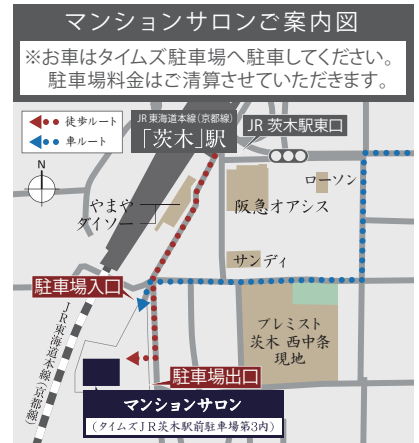 マンションサロンご案内図
※お車はタイムズ駐車場へ駐車してください。
駐車場料金はご清算させていただきます。
徒歩ルート
車ルート
JR東海道本線(京都線)
「茨木」駅
JR 茨木駅東口
N
ローソン
やまや
ダイソー
阪急オアシス
サンディ
駐車場入口
プレミスト
茨木 西中条
現地
JR東海道本線(京都線)
駐車場出口
マンションサロン
(タイムズJR茨木駅前駐車場第3内)